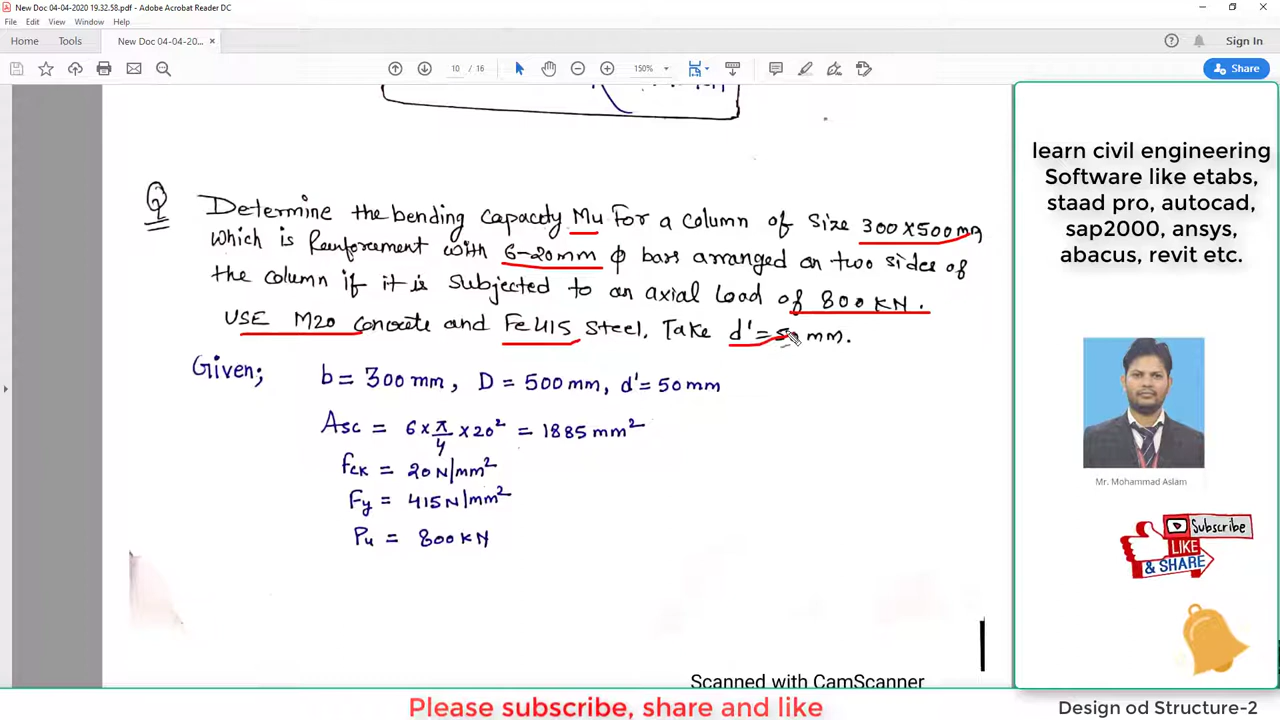 New Doc 04-04-2020 19.32.58.pdf - Adobe Acrobat Reader DC
File Edit View Window Help
Home Tools New Doc 04-04-20... × Sign In
10 / 16 150% Share
Q Determine the bending capacity Mu For a column of size 300X500mm
Which is Reinforcement with 6-20mm ϕ bars arranged on two sides of
the column if it is subjected to an axial Load of 800 KN.
USE M20 Concrete and Fe415 Steel. Take d'=50 mm.
Given; b = 300 mm, D = 500 mm, d' = 50 mm
Asc = 6 x π/4 x 20² = 1885 mm²
fck = 20 N/mm²
Fy = 415 N/mm²
Pu = 800 KN
Scanned with CamScanner
learn civil engineering
Software like etabs,
staad pro, autocad,
sap2000, ansys,
abacus, revit etc.
Mr. Mohammad Aslam
Subscribe
LIKE
& SHARE
Please subscribe, share and like
Design od Structure-2